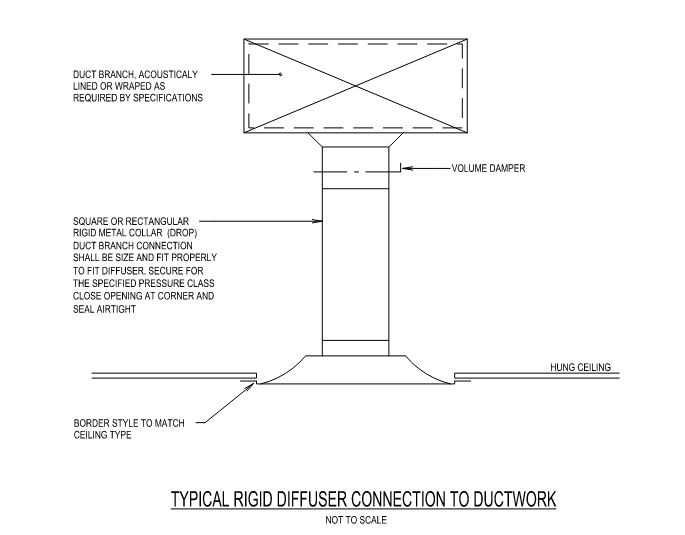 DUCT BRANCH, ACOUSTICALY
LINED OR WRAPED AS
REQUIRED BY SPECIFICATIONS
VOLUME DAMPER
SQUARE OR RECTANGULAR
RIGID METAL COLLAR (DROP)
DUCT BRANCH CONNECTION
SHALL BE SIZE AND FIT PROPERLY
TO FIT DIFFUSER. SECURE FOR
THE SPECIFIED PRESSURE CLASS
CLOSE OPENING AT CORNER AND
SEAL AIRTIGHT
HUNG CEILING
BORDER STYLE TO MATCH
CEILING TYPE
TYPICAL RIGID DIFFUSER CONNECTION TO DUCTWORK
NOT TO SCALE